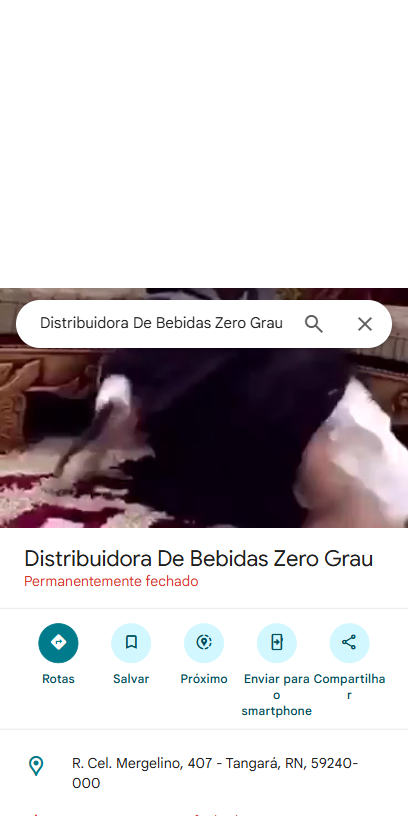 Distribuidora De Bebidas Zero Grau
Distribuidora De Bebidas Zero Grau
Permanentemente fechado
Rotas
Salvar
Próximo
Enviar para
o
smartphone
Compartilha
r
R. Cel. Mergelino, 407 - Tangará, RN, 59240-
000